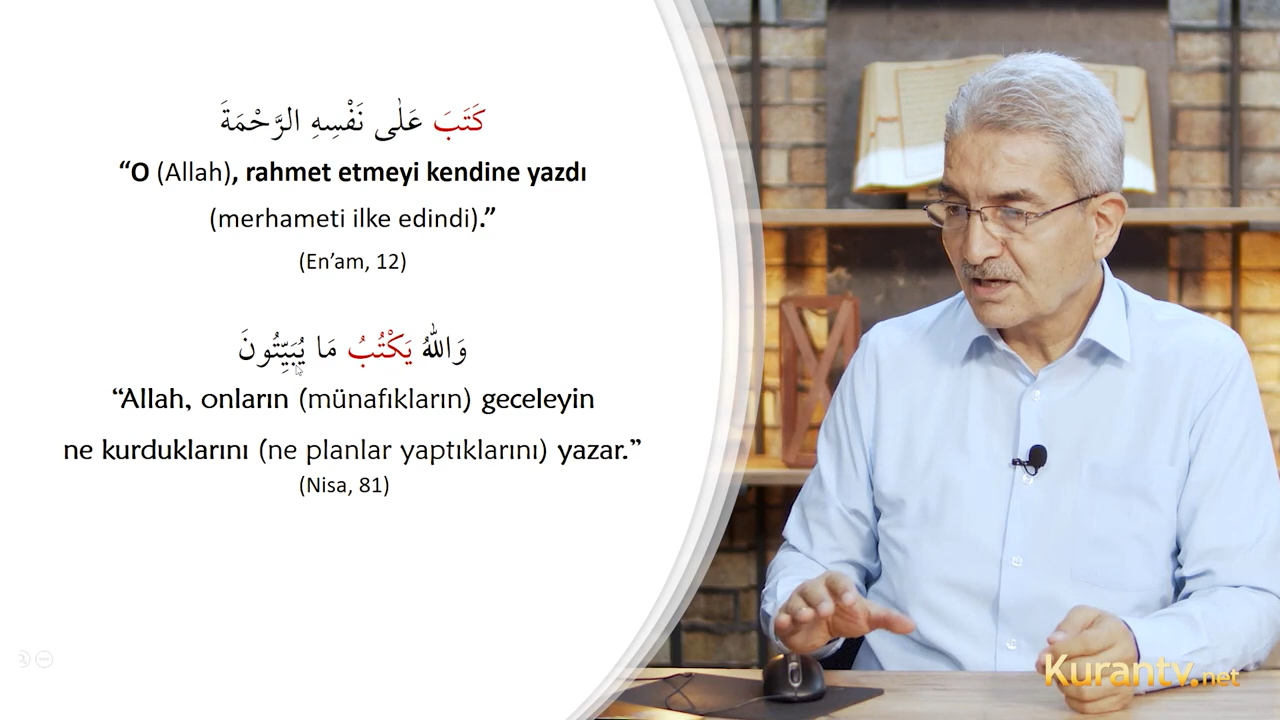 كَتَبَ عَلٰى نَفْسِهِ الرَّحْمَةَ
“O (Allah), rahmet etmeyi kendine yazdı
(merhameti ilke edindi).”
(En’am, 12)
وَاللّٰهُ يَكْتُبُ مَا يُبَيِّتُونَ
“Allah, onların (münafıkların) geceleyin
ne kurduklarını (ne planlar yaptıklarını) yazar.”
(Nisa, 81)
Kurantv.net